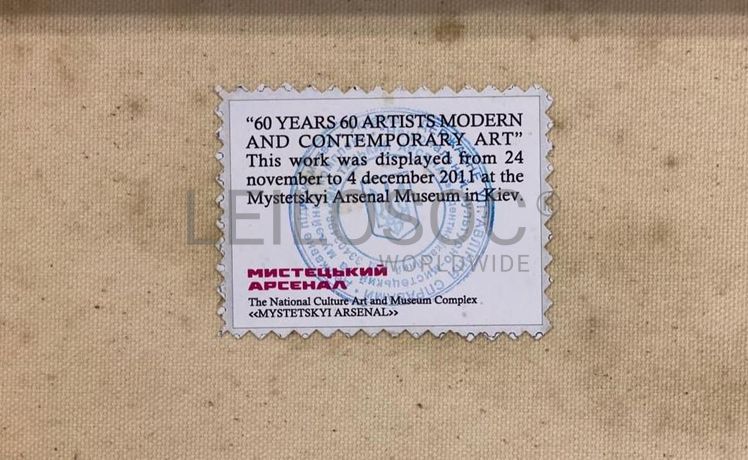 “60 YEARS 60 ARTISTS MODERN
AND CONTEMPORARY ART”
This work was displayed from 24
november to 4 december 2011 at the
Mystetskyi Arsenal Museum in Kiev.
LEILOSOC®
WORLDWIDE
МИСТЕЦЬКИЙ
АРСЕНАЛ
The National Culture Art and Museum Complex
<<MYSTETSKYI ARSENAL>>